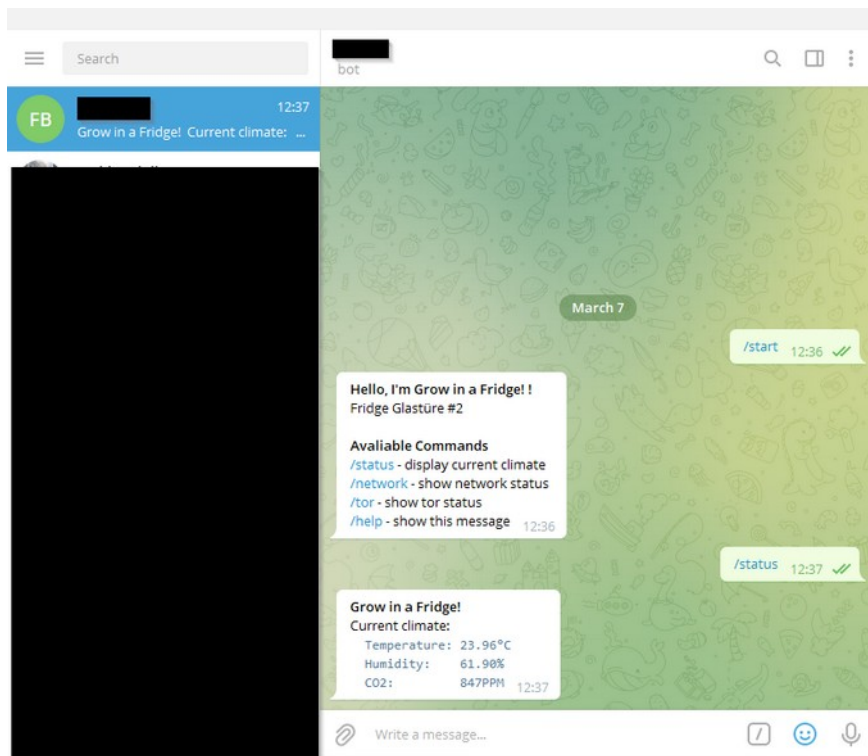 Search
bot
FB
12:37
Grow in a Fridge! Current climate: ...
March 7
/start 12:36
Hello, I'm Grow in a Fridge! !
Fridge Glastüre #2
Avaliable Commands
/status - display current climate
/network - show network status
/tor - show tor status
/help - show this message 12:36
/status 12:37
Grow in a Fridge!
Current climate:
Temperature: 23.96°C
Humidity: 61.90%
CO2: 847PPM 12:37
Write a message...